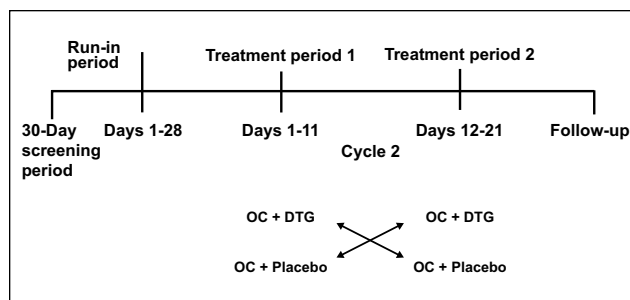 Run-in
period
Treatment period 1
Treatment period 2
30-Day
screening
period
Days 1-28
Days 1-11
Days 12-21
Follow-up
Cycle 2
OC + DTG
OC + DTG
OC + Placebo
OC + Placebo